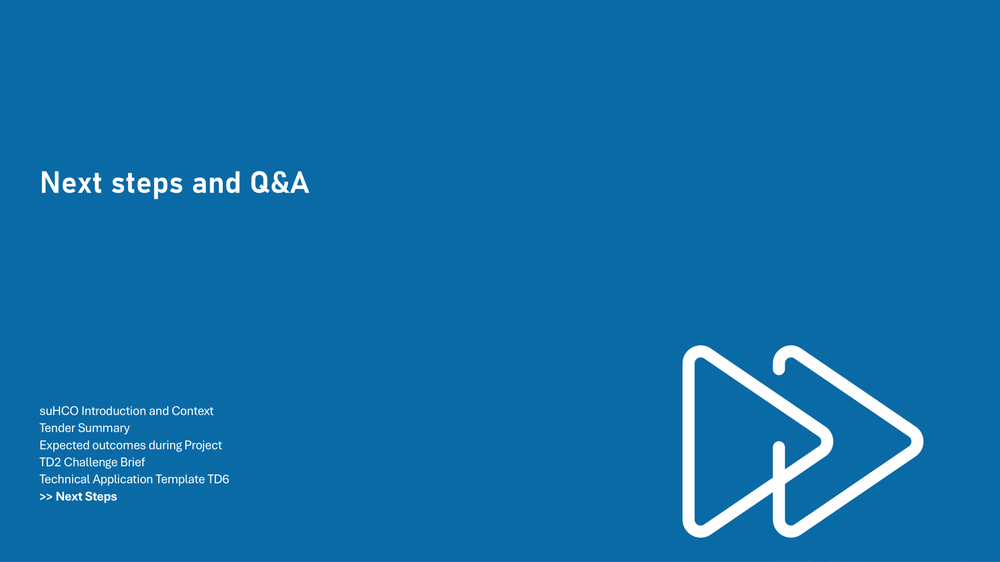 Next steps and Q&A
suHCO Introduction and Context
Tender Summary
Expected outcomes during Project
TD2 Challenge Brief
Technical Application Template TD6
>> Next Steps